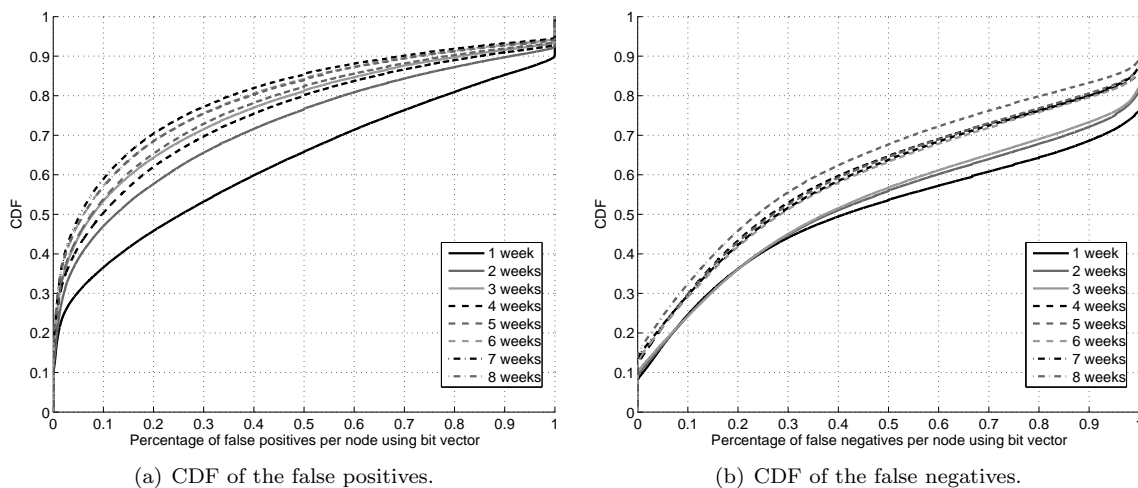 1
0.9
0.8
0.7
0.6
0.5
0.4
0.3
0.2
0.1
0
CDF
0 0.1 0.2 0.3 0.4 0.5 0.6 0.7 0.8 0.9 1
Percentage of false positives per node using bit vector
1 week
2 weeks
3 weeks
4 weeks
5 weeks
6 weeks
7 weeks
8 weeks
(a) CDF of the false positives.
1
0.9
0.8
0.7
0.6
0.5
0.4
0.3
0.2
0.1
0
CDF
0 0.1 0.2 0.3 0.4 0.5 0.6 0.7 0.8 0.9 1
Percentage of false negatives per node using bit vector
1 week
2 weeks
3 weeks
4 weeks
5 weeks
6 weeks
7 weeks
8 weeks
(b) CDF of the false negatives.